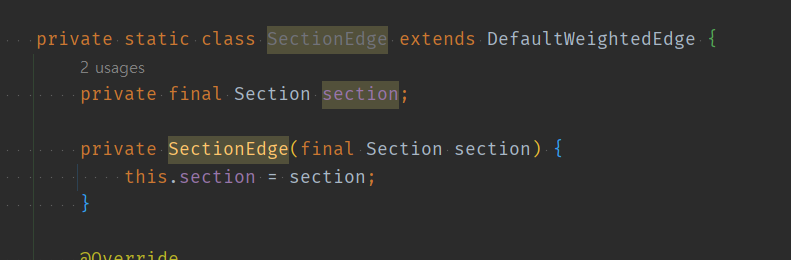 private static class SectionEdge extends DefaultWeightedEdge {
2 usages
private final Section section;
private SectionEdge(final Section section) {
this.section = section;
}
@Override